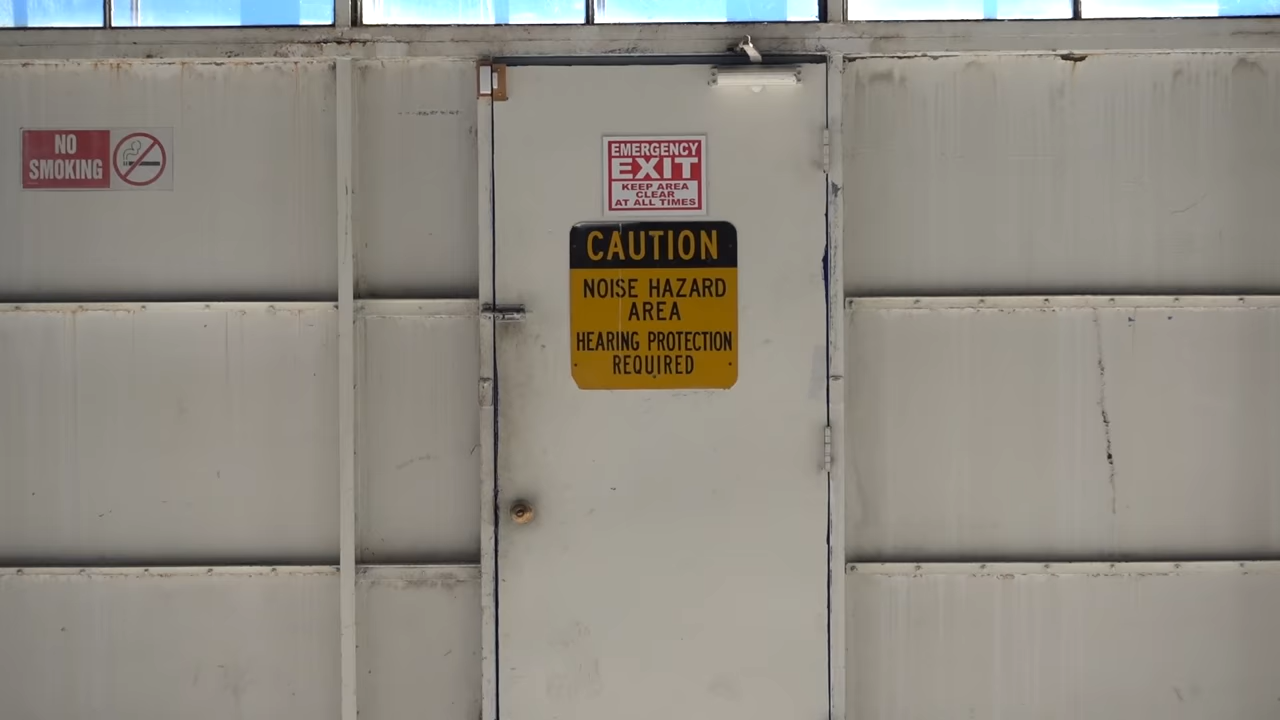 NO
SMOKING
EMERGENCY
EXIT
KEEP AREA
CLEAR
AT ALL TIMES
CAUTION
NOISE HAZARD
AREA
HEARING PROTECTION
REQUIRED